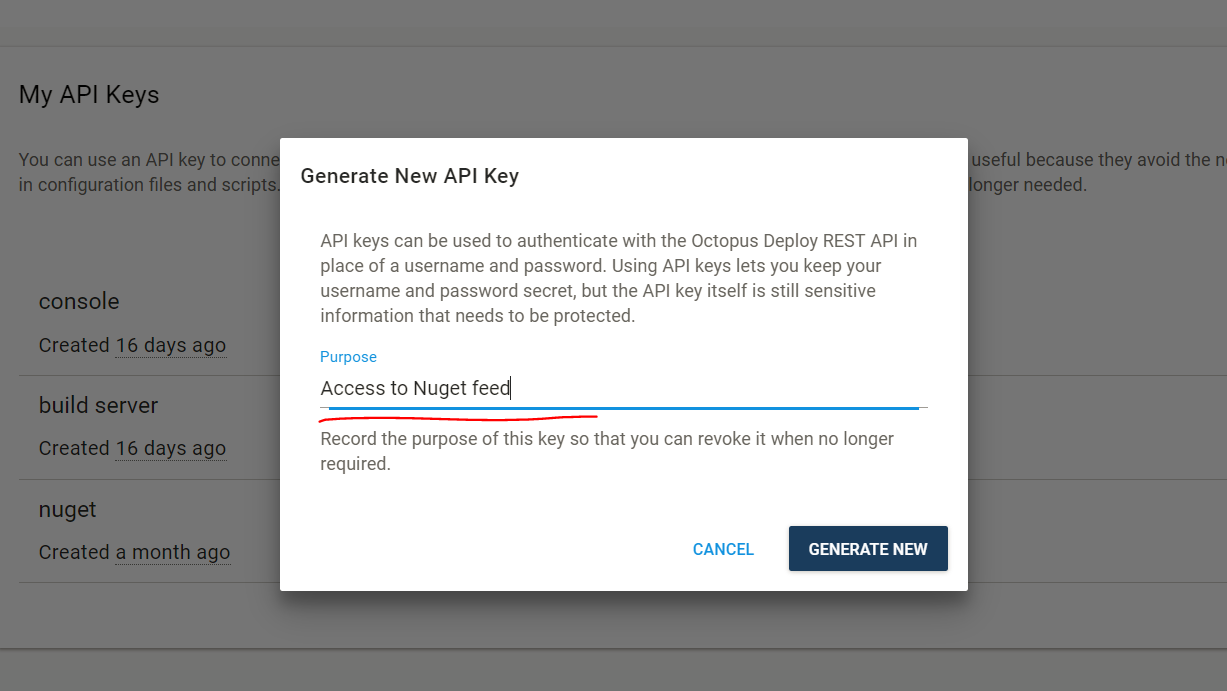 My API Keys
You can use an API key to conne
useful because they avoid the n
in configuration files and scripts.
longer needed.
console
Created 16 days ago
build server
Created 16 days ago
nuget
Created a month ago
Generate New API Key
API keys can be used to authenticate with the Octopus Deploy REST API in
place of a username and password. Using API keys lets you keep your
username and password secret, but the API key itself is still sensitive
information that needs to be protected.
Purpose
Access to Nuget feed
Record the purpose of this key so that you can revoke it when no longer
required.
CANCEL
GENERATE NEW